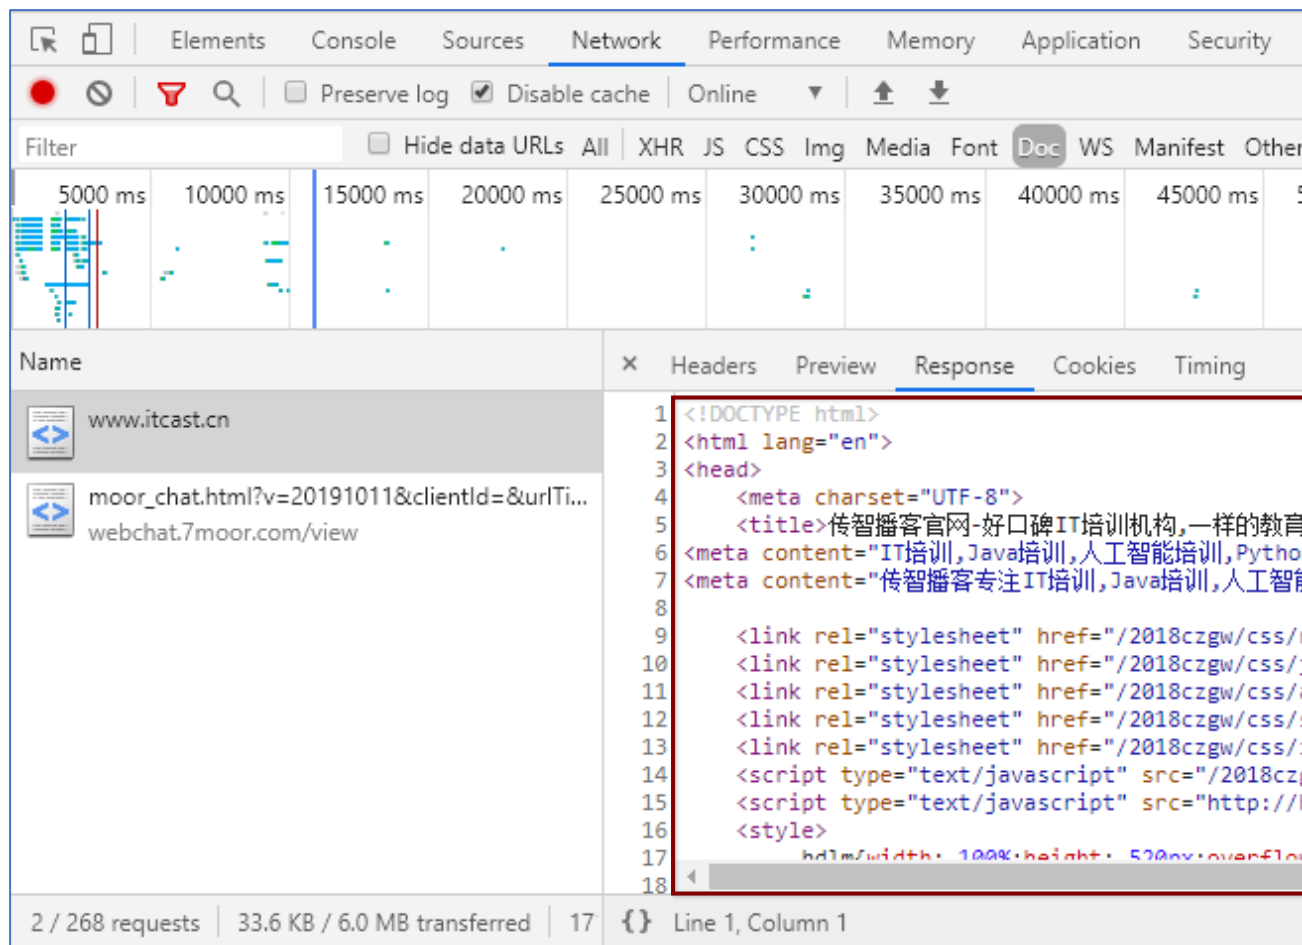 Elements Console Sources Network Performance Memory Application Security
Preserve log Disable cache Online
Filter Hide data URLs All XHR JS CSS Img Media Font Doc WS Manifest Other
5000 ms 10000 ms 15000 ms 20000 ms 25000 ms 30000 ms 35000 ms 40000 ms 45000 ms
Name
× Headers Preview Response Cookies Timing
www.itcast.cn
moor_chat.html?v=20191011&clientId=&urlTi...
webchat.7moor.com/view
1 <!DOCTYPE html>
2 <html lang="en">
3 <head>
4 <meta charset="UTF-8">
5 <title>传智播客官网-好口碑IT培训机构,一样的教育
6 <meta content="IT培训,Java培训,人工智能培训,Pytho
7 <meta content="传智播客专注IT培训,Java培训,人工智能
8
9 <link rel="stylesheet" href="/2018czgw/css/
10 <link rel="stylesheet" href="/2018czgw/css/j
11 <link rel="stylesheet" href="/2018czgw/css/a
12 <link rel="stylesheet" href="/2018czgw/css/s
13 <link rel="stylesheet" href="/2018czgw/css/
14 <script type="text/javascript" src="/2018czg
15 <script type="text/javascript" src="http://
16 <style>
17 .hdlm{width: 100%;height: 520px;overflow
18
2 / 268 requests 33.6 KB / 6.0 MB transferred 17
{} Line 1, Column 1